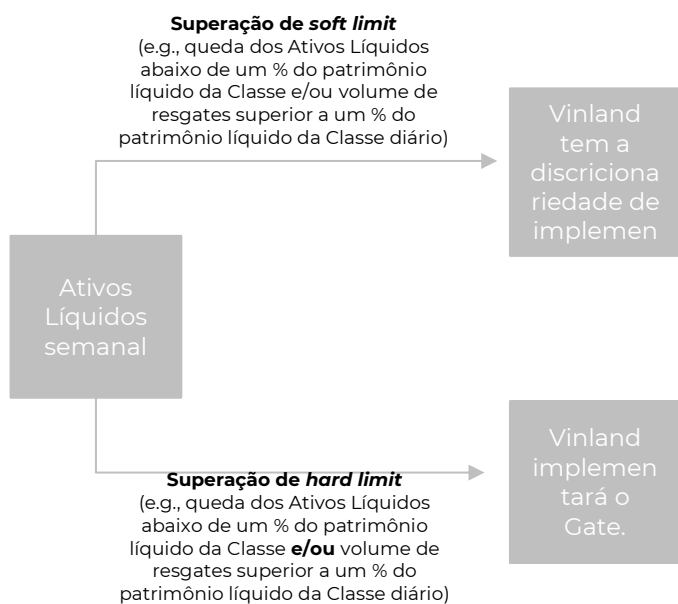 Superação de soft limit
(e.g., queda dos Ativos Líquidos
abaixo de um % do patrimônio
líquido da Classe e/ou volume de
resgates superior a um % do
patrimônio líquido da Classe diário)
Vinland
tem a
discriciona
riedade de
implemen
Ativos
Líquidos
semanal
Superação de hard limit
(e.g., queda dos Ativos Líquidos
abaixo de um % do patrimônio
líquido da Classe e/ou volume de
resgates superior a um % do
patrimônio líquido da Classe diário)
Vinland
implemen
tará o
Gate.